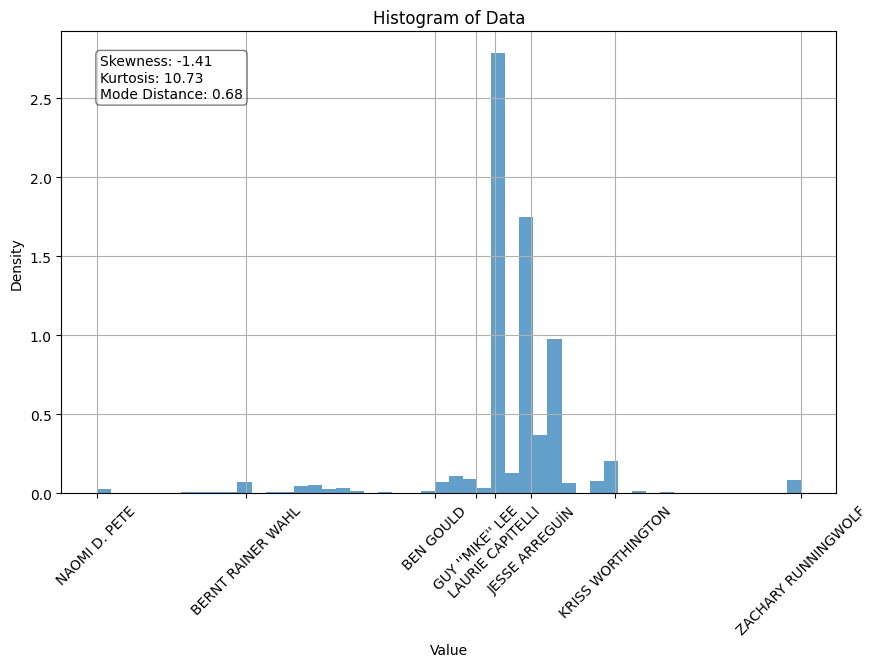 Histogram of Data
Skewness: -1.41
Kurtosis: 10.73
Mode Distance: 0.68
Density
2.5
2.0
1.5
1.0
0.5
0.0
NAOMI D. PETE
BERNT RAINER WAHL
BEN GOULD
GUY ''MIKE'' LEE
LAURIE CAPITELLI
JESSE ARREGUÍN
KRISS WORTHINGTON
ZACHARY RUNNINGWOLF
Value